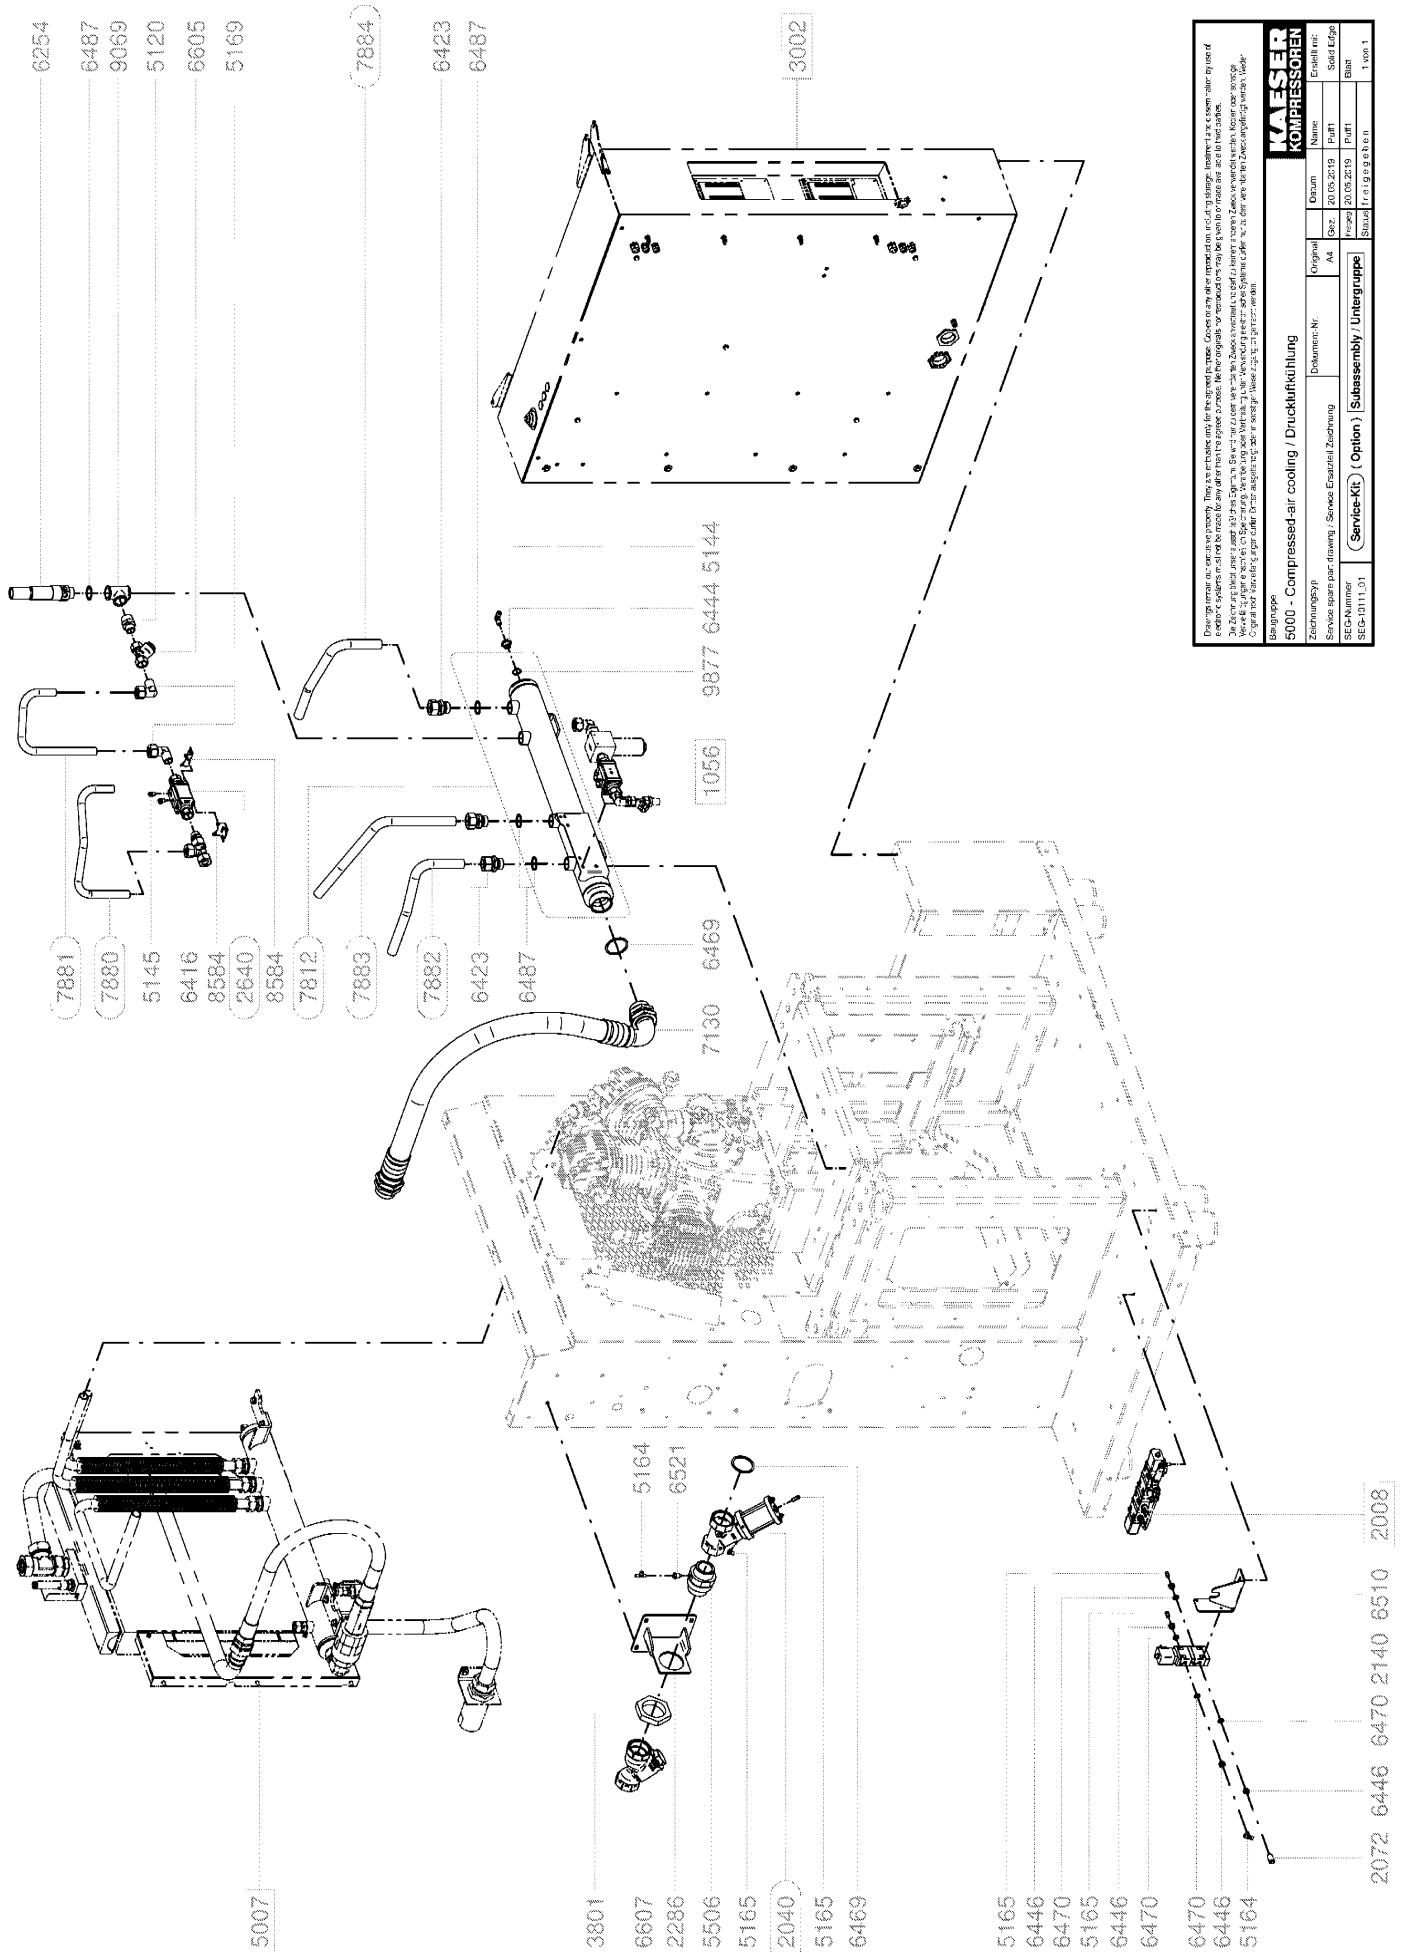 6254
6487
9069
5120
6605
5169
7884
6423
6487
3002
5144
6444
9877
1056
7881
7880
5145
6416
8584
2640
8584
7812
7883
7882
6423
6487
6469
7130
5164
6521
2008
6510
2140
6470
6446
2072
5007
3801
6607
2286
5506
5165
2040
5165
6469
5165
6446
6470
5165
6446
6470
6470
6446
5164
KAESER
KOMPRESSOREN
Baugruppe
5000 - Compressed-air cooling / Druckluftkühlung
Zeichnungstyp
Service spare part drawing / Service Ersatzteil Zeichnung
Dokument-Nr.
Original
A4
Datum
Name
Erstellt mit:
Gez.
20.05.2019
Puff1
Solid Edge
Freigeg
20.05.2019
Puff1
Blatt
Status
freigegeben
1 von 1
SEG-Nummer
SEG-10111_01
Service-Kit
( Option )
Subassembly / Untergruppe